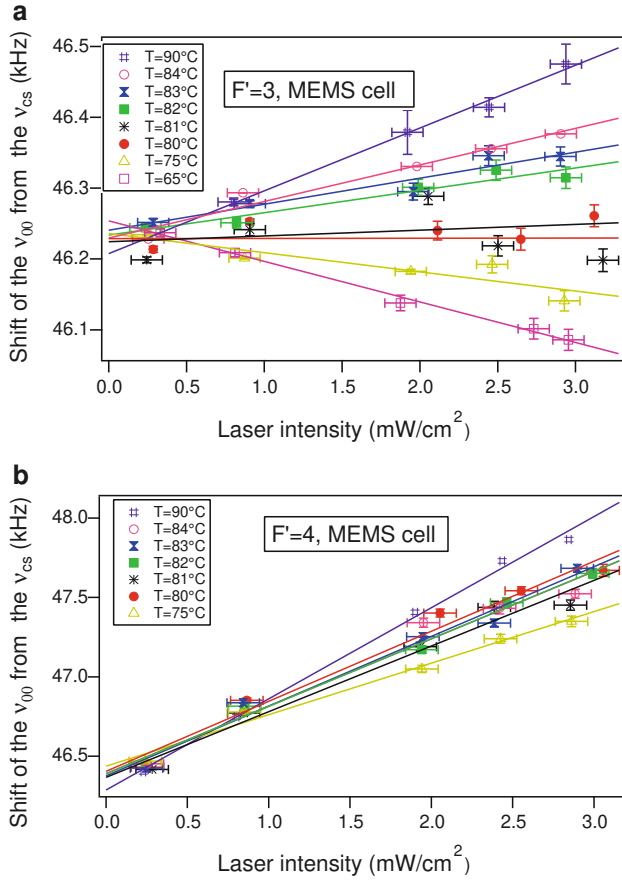 a
46.5
46.4
46.3
46.2
46.1
Shift of the ν00 from the νcs (kHz)
T=90°C
T=84°C
T=83°C
T=82°C
T=81°C
T=80°C
T=75°C
T=65°C
F'=3, MEMS cell
0.0 0.5 1.0 1.5 2.0 2.5 3.0
Laser intensity (mW/cm²)
b
48.0
47.5
47.0
46.5
Shift of the ν00 from the νcs (kHz)
T=90°C
T=84°C
T=83°C
T=82°C
T=81°C
T=80°C
T=75°C
F'=4, MEMS cell
0.0 0.5 1.0 1.5 2.0 2.5 3.0
Laser intensity (mW/cm²)